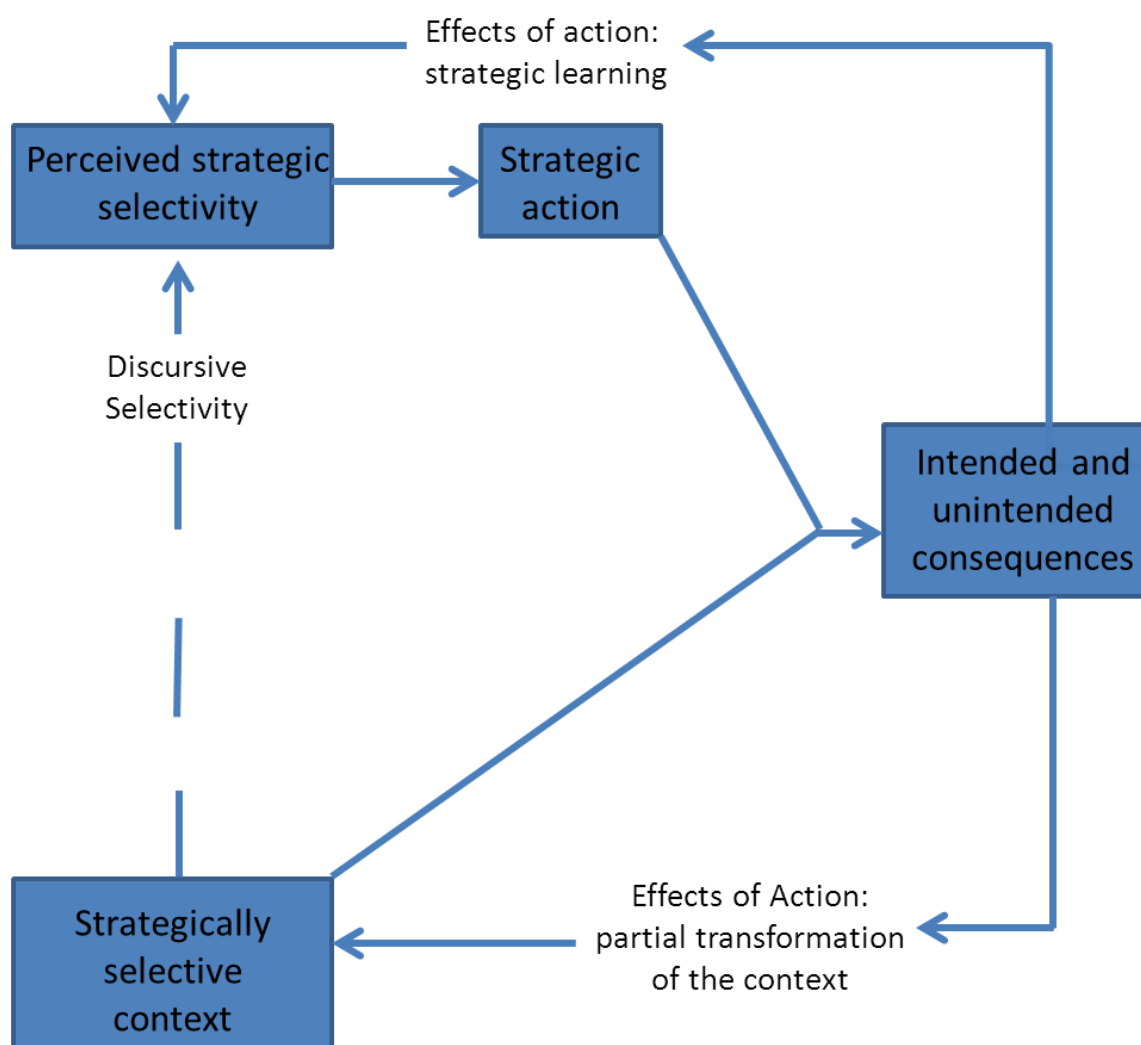 Effects of action:
strategic learning
Perceived strategic
selectivity
Strategic
action
Discursive
Selectivity
Intended and
unintended
consequences
Effects of Action:
partial transformation
of the context
Strategically
selective
context